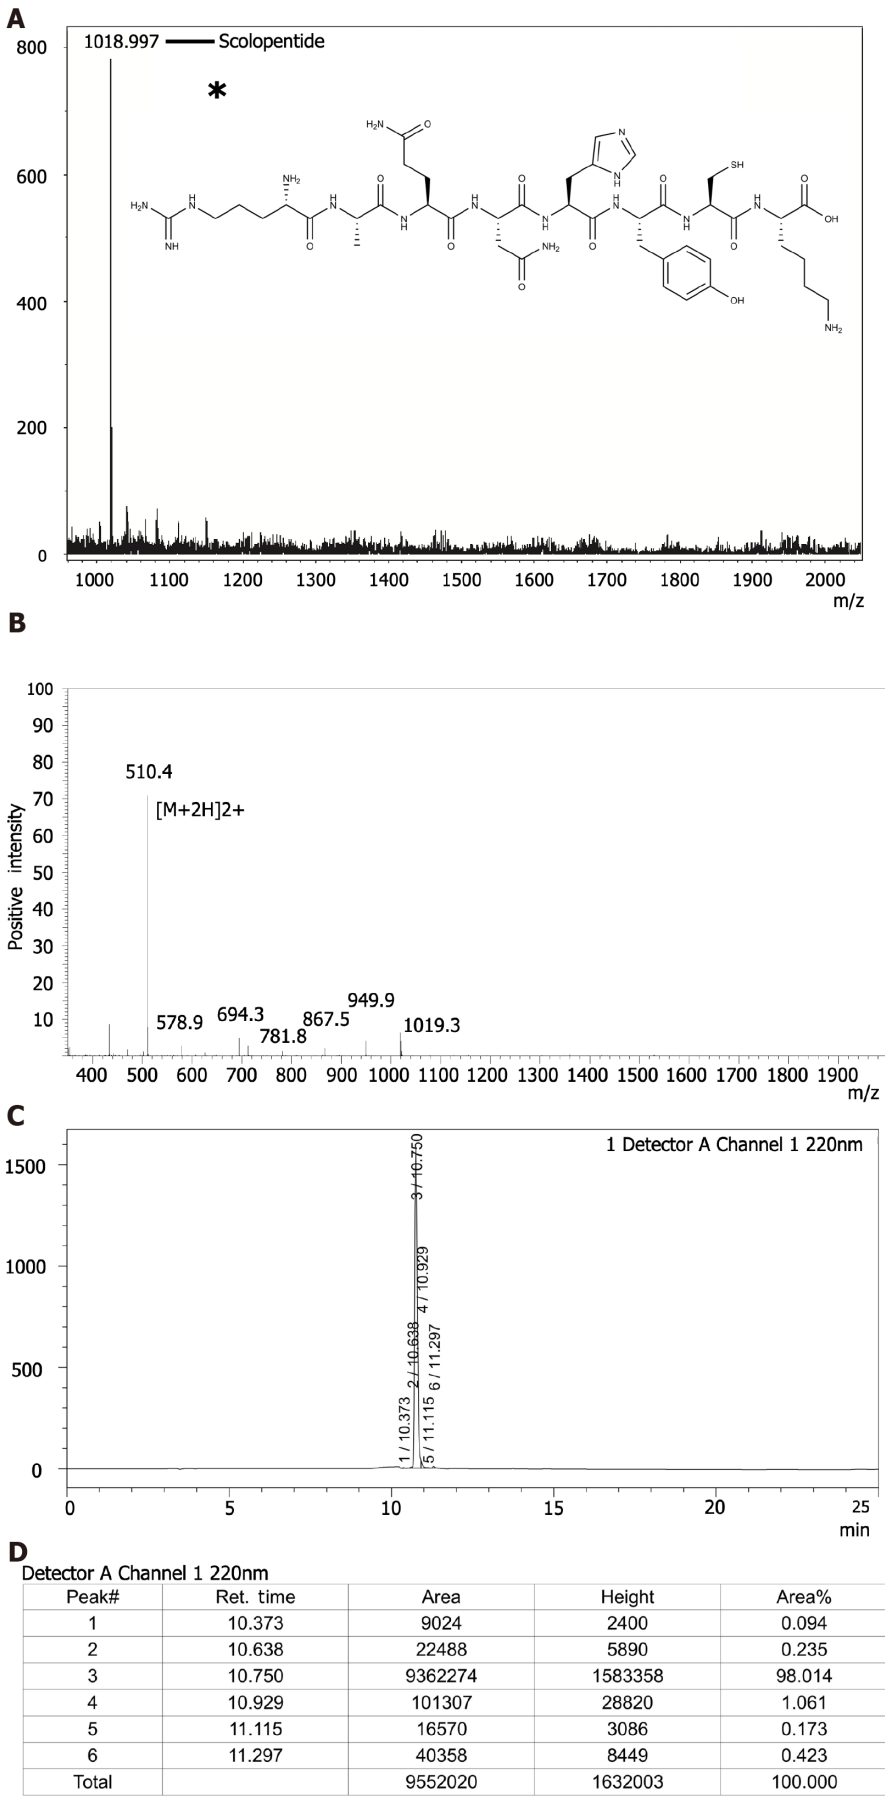 A
1018.997 Scolopentide
*
800
600
400
200
0
H₂N O
N
NH
SH
NH₂ O O O O O
H₂N H N H N H N H N H N OH
NH O N H O N H O N H O
NH₂
O
OH
NH₂
1000 1100 1200 1300 1400 1500 1600 1700 1800 1900 2000
m/z
B
Positive intensity
100
90
80
70
60
50
40
30
20
10
510.4
[M+2H]2+
578.9
694.3
781.8
867.5
949.9
1019.3
400 500 600 700 800 900 1000 1100 1200 1300 1400 1500 1600 1700 1800 1900
m/z
C
1 Detector A Channel 1 220nm
1500
1000
500
0
1 / 10.373
2 / 10.638
3 / 10.750
4 / 10.929
5 / 11.115
6 / 11.297
0 5 10 15 20 25
min
D
Detector A Channel 1 220nm
Peak# Ret. time Area Height Area%
1 10.373 9024 2400 0.094
2 10.638 22488 5890 0.235
3 10.750 9362274 1583358 98.014
4 10.929 101307 28820 1.061
5 11.115 16570 3086 0.173
6 11.297 40358 8449 0.423
Total 9552020 1632003 100.000